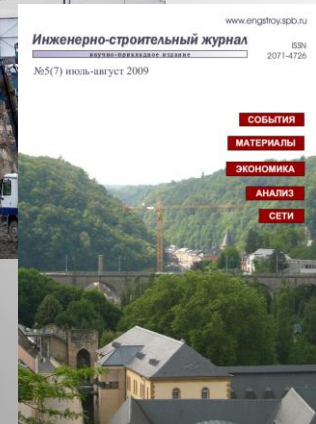 www.engstroy.spb.ru
Инженерно-строительный журнал
научно-прикладное издание
ISSN
2071-4726
№5(7) июль-август 2009
СОБЫТИЯ
МАТЕРИАЛЫ
ЭКОНОМИКА
АНАЛИЗ
СЕТИ